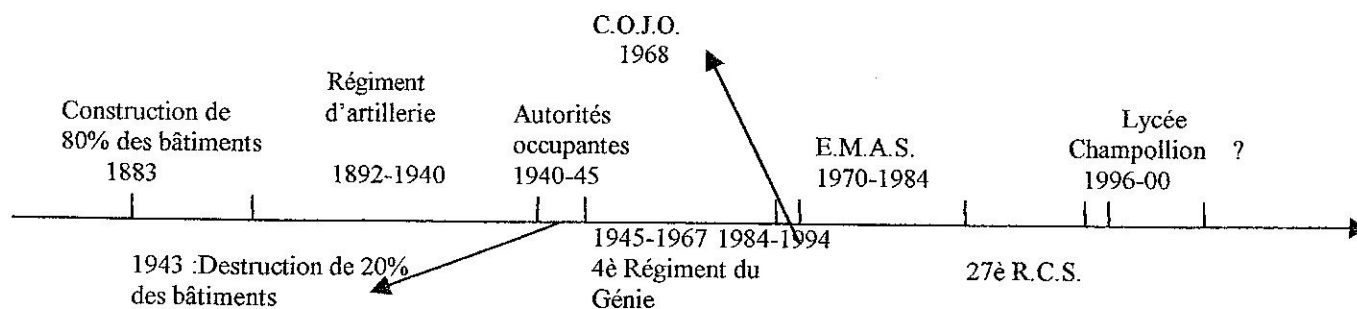 C.O.J.O.
1968
Régiment
d'artillerie
1892-1940
Construction de
80% des bâtiments
1883
Autorités
occupantes
1940-45
E.M.A.S.
1970-1984
Lycée
Champollion ?
1996-00
1943 :Destruction de 20%
des bâtiments
1945-1967 1984-1994
4è Régiment du
Génie
27è R.C.S.